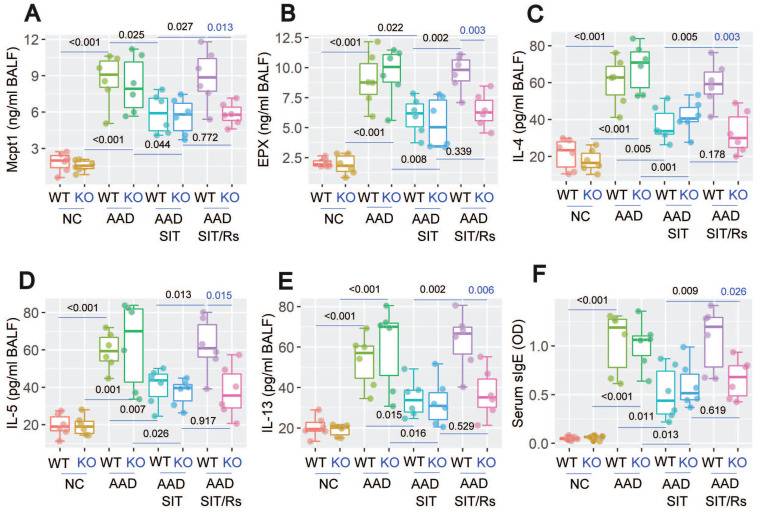 A B C
0.027 0.013
<0.001 0.025
Mcpt1 (ng/ml BALF)
9
6
3
<0.001 0.044 0.772
WT KO WT KO WT KO WT KO
NC AAD AAD AAD
SIT SIT/Rs
0.022 0.003
<0.001 0.002
EPX (ng/ml BALF)
10.0
7.5
5.0
2.5
<0.001 0.008 0.339
WT KO WT KO WT KO WT KO
NC AAD AAD AAD
SIT SIT/Rs
<0.001 0.005 0.003
IL-4 (pg/ml BALF)
80
60
40
20
<0.001 0.005 0.001 0.178
WT KO WT KO WT KO WT KO
NC AAD AAD AAD
SIT SIT/Rs
D E F
0.013 0.015
<0.001
IL-5 (pg/ml BALF)
80
60
40
20
0.001 0.007 0.026 0.917
WT KO WT KO WT KO WT KO
NC AAD AAD AAD
SIT SIT/Rs
<0.001 0.002 0.006
<0.001
IL-13 (pg/ml BALF)
80
60
40
20
0.015 0.016 0.529
WT KO WT KO WT KO WT KO
NC AAD AAD AAD
SIT SIT/Rs
<0.001 0.009 0.026
Serum sIgE (OD)
1.0
0.5
0.0
<0.001 0.011 0.013 0.619
WT KO WT KO WT KO WT KO
NC AAD AAD AAD
SIT SIT/Rs